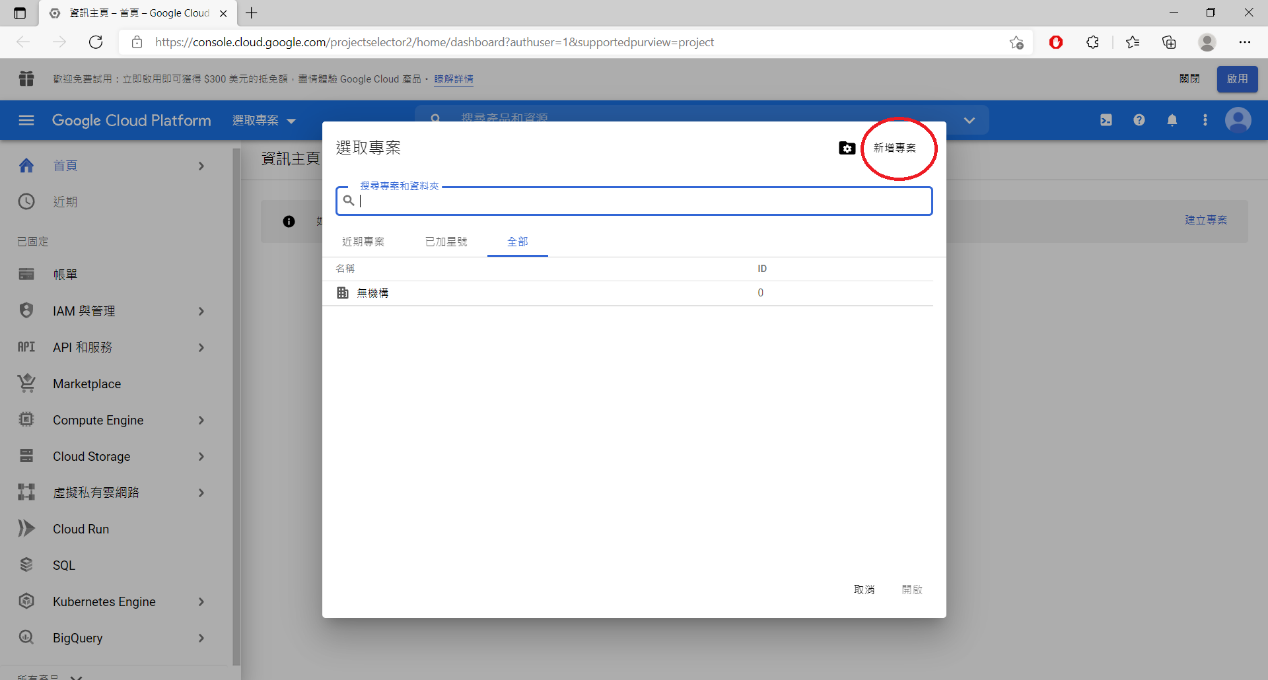 資訊主頁 – 首頁 – Google Cloud
https://console.cloud.google.com/projectselector2/home/dashboard?authuser=1&supportedpurview=project
歡迎免費試用：立即啟用即可獲得 $300 美元的抵免額，盡情體驗 Google Cloud 產品。 瞭解詳情
關閉
啟用
Google Cloud Platform
選取專案
搜尋產品和資源
首頁
近期
已固定
帳單
IAM 與管理
API
API 和服務
Marketplace
Compute Engine
Cloud Storage
虛擬私有雲網路
Cloud Run
SQL
Kubernetes Engine
BigQuery
所有產品
資訊主頁
建立專案
選取專案
新增專案
搜尋專案和資料夾
近期專案 已加星號 全部
名稱 ID
無機構 0
取消 開啟